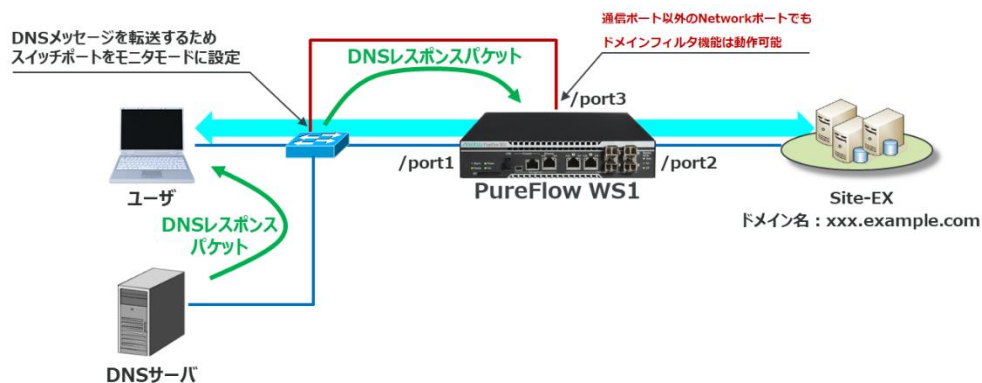 通信ポート以外のNetworkポートでも
ドメインフィルタ機能は動作可能
DNSメッセージを転送するため
スイッチポートをモニタモードに設定
DNSレスポンスパケット
/port3
/port1
/port2
PureFlow WS1
ユーザ
Site-EX
ドメイン名：xxx.example.com
DNSレスポンス
パケット
DNSサーバ